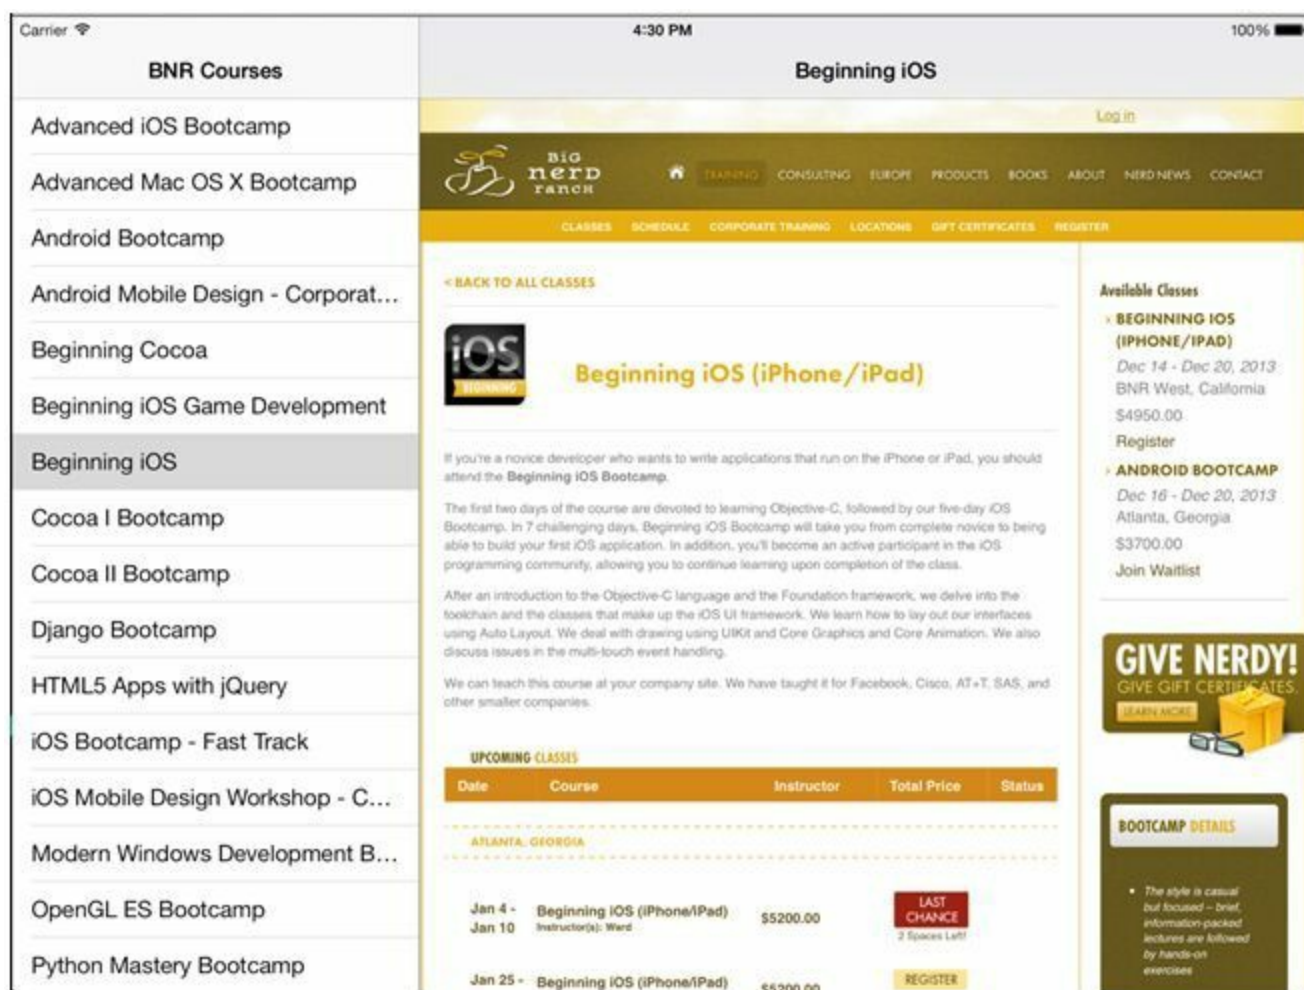 Carrier
4:30 PM
100%
BNR Courses
Beginning iOS
Advanced iOS Bootcamp
Advanced Mac OS X Bootcamp
Android Bootcamp
Android Mobile Design - Corporat...
Beginning Cocoa
Beginning iOS Game Development
Beginning iOS
Cocoa I Bootcamp
Cocoa II Bootcamp
Django Bootcamp
HTML5 Apps with jQuery
iOS Bootcamp - Fast Track
iOS Mobile Design Workshop - C...
Modern Windows Development B...
OpenGL ES Bootcamp
Python Mastery Bootcamp
Log in
BIG
nerd
ranch
TRAINING CONSULTING EUROPE PRODUCTS BOOKS ABOUT NERD NEWS CONTACT
CLASSES SCHEDULE CORPORATE TRAINING LOCATIONS GIFT CERTIFICATES REGISTER
< BACK TO ALL CLASSES
iOS
BEGINNING
Beginning iOS (iPhone/iPad)
If you're a novice developer who wants to write applications that run on the iPhone or iPad, you should
attend the Beginning iOS Bootcamp.
The first two days of the course are devoted to learning Objective-C, followed by our five-day iOS
Bootcamp. In 7 challenging days, Beginning iOS Bootcamp will take you from complete novice to being
able to build your first iOS application. In addition, you'll become an active participant in the iOS
programming community, allowing you to continue learning upon completion of the class.
After an introduction to the Objective-C language and the Foundation framework, we delve into the
toolchain and the classes that make up the iOS UI framework. We learn how to lay out our interfaces
using Auto Layout. We deal with drawing using UIKit and Core Graphics and Core Animation. We also
discuss issues in the multi-touch event handling.
We can teach this course at your company site. We have taught it for Facebook, Cisco, AT+T, SAS, and
other smaller companies.
UPCOMING CLASSES
Date Course Instructor Total Price Status
ATLANTA, GEORGIA
Jan 4 -
Jan 10
Beginning iOS (iPhone/iPad)
Instructor(s): Ward
$5200.00
LAST
CHANCE
2 Spaces Left!
Jan 25 -
Beginning iOS (iPhone/iPad)
$5200.00
REGISTER
Available Classes
› BEGINNING IOS
(IPHONE/IPAD)
Dec 14 - Dec 20, 2013
BNR West, California
$4950.00
Register
› ANDROID BOOTCAMP
Dec 16 - Dec 20, 2013
Atlanta, Georgia
$3700.00
Join Waitlist
GIVE NERDY!
GIVE GIFT CERTIFICATES.
LEARN MORE
BOOTCAMP DETAILS
• The style is casual
but focused – brief,
information-packed
lectures are followed
by hands-on
exercises